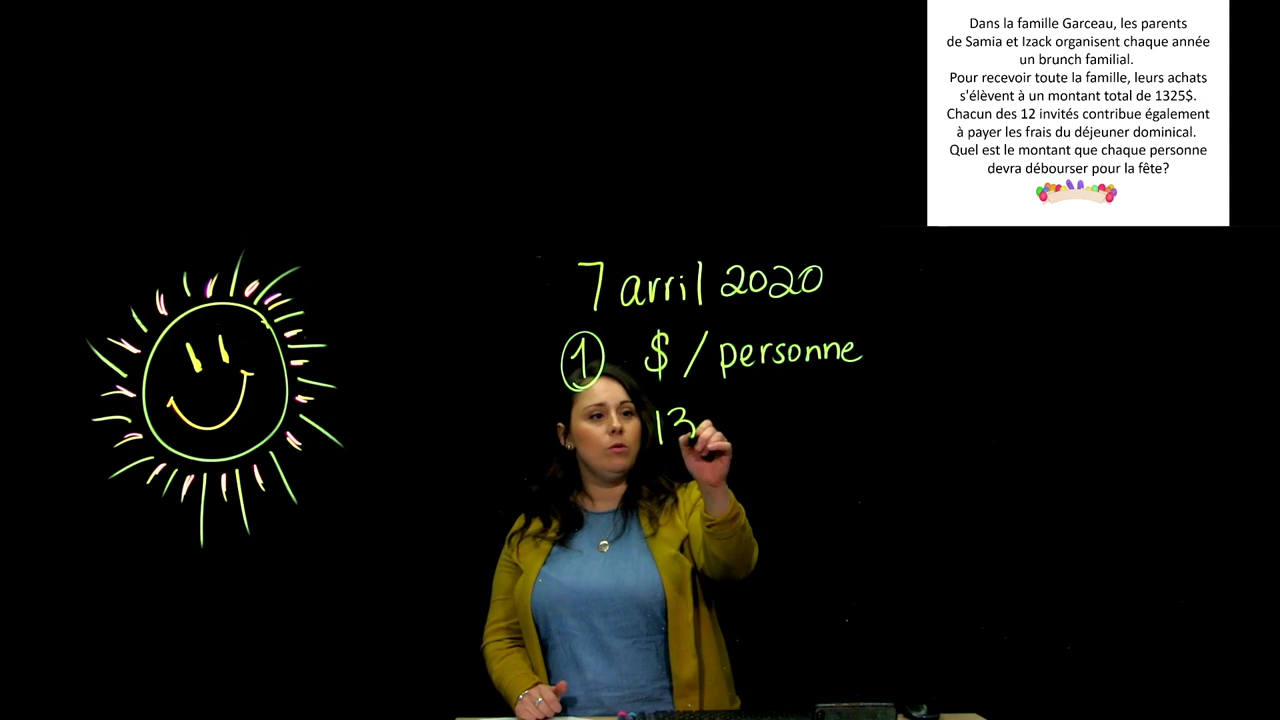 Dans la famille Garceau, les parents
de Samia et Izack organisent chaque année
un brunch familial.
Pour recevoir toute la famille, leurs achats
s'élèvent à un montant total de 1325$.
Chacun des 12 invités contribue également
à payer les frais du déjeuner dominical.
Quel est le montant que chaque personne
devra débourser pour la fête?
7 avril 2020
1 $ / personne
13